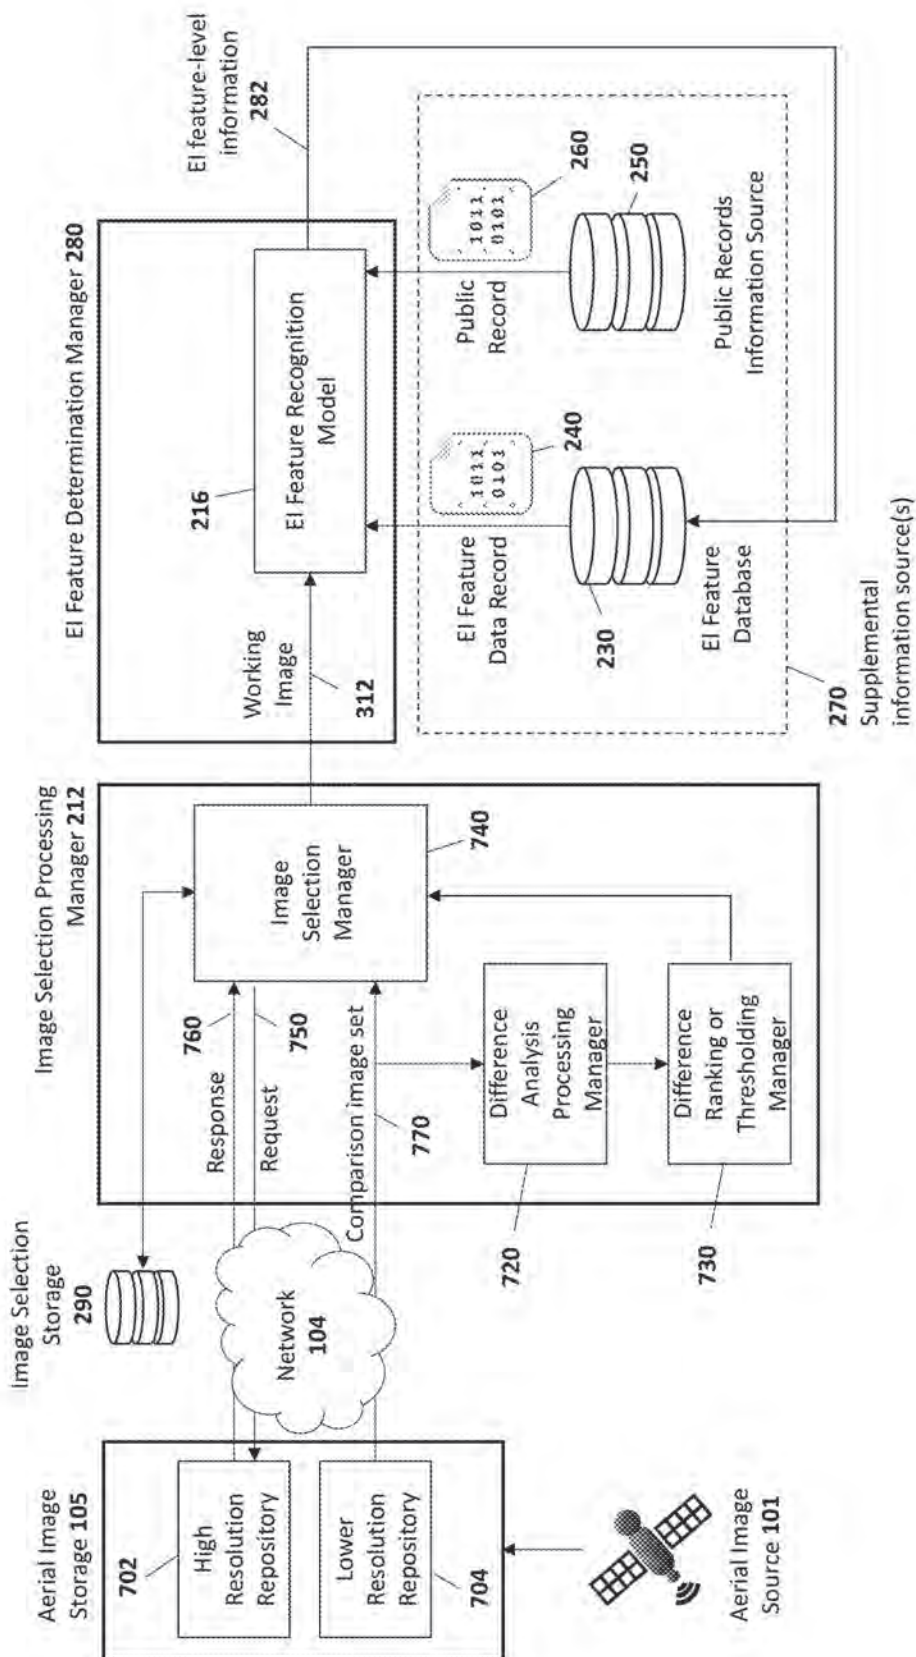 Aerial Image
Storage 105
702
High
Resolution
Repository
Lower
Resolution
Repository
704
Aerial Image
Source 101
Image Selection
Storage
290
Network
104
Image Selection Processing
Manager 212
Response
760
Request
750
Comparison image set
770
Image
Selection
Manager
740
Difference
Analysis
Processing
Manager
720
Difference
Ranking or
Thresholding
Manager
730
EI Feature Determination Manager 280
Working
Image
312
216
EI Feature Recognition
Model
EI feature-level
information
282
EI Feature
Data Record
1011
0101
240
Public
Record
1011
0101
260
230
EI Feature
Database
250
Public Records
Information Source
270
Supplemental
information source(s)